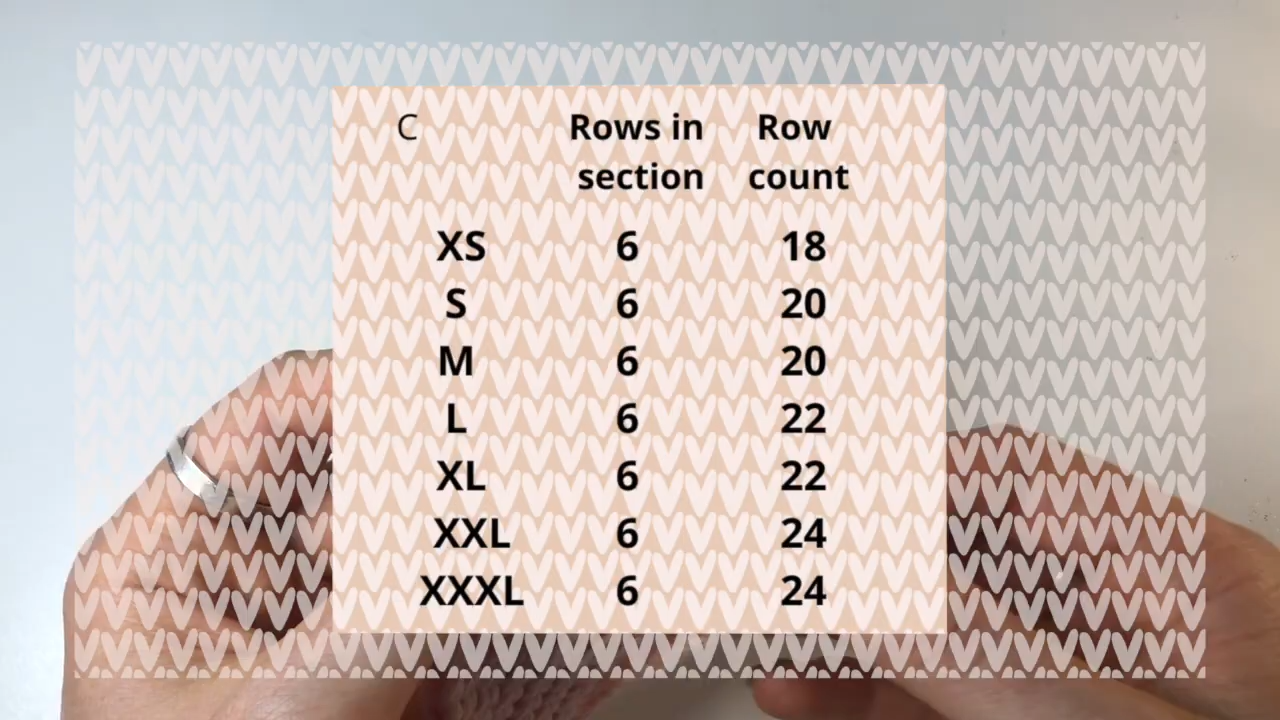 C Rows in Row
section count
XS 6 18
S 6 20
M 6 20
L 6 22
XL 6 22
XXL 6 24
XXXL 6 24